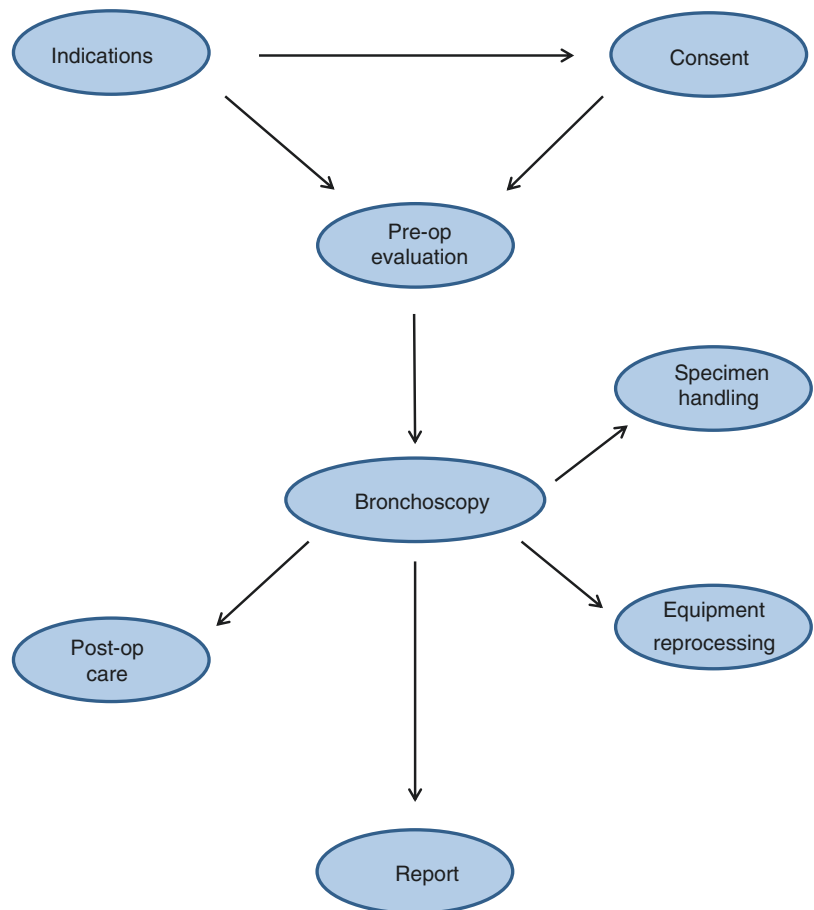 Indications
Consent
Pre-op
evaluation
Specimen
handling
Bronchoscopy
Equipment
reprocessing
Post-op
care
Report